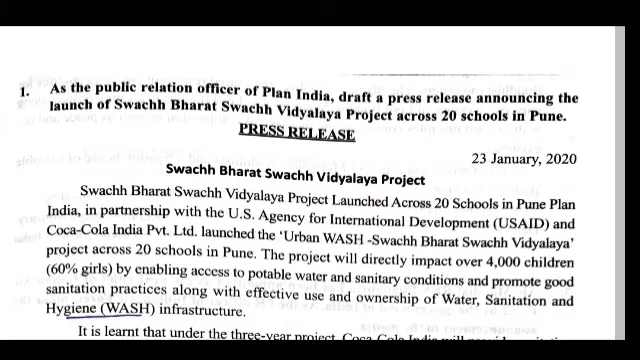 1. As the public relation officer of Plan India, draft a press release announcing the
launch of Swachh Bharat Swachh Vidyalaya Project across 20 schools in Pune.
PRESS RELEASE
23 January, 2020
Swachh Bharat Swachh Vidyalaya Project
Swachh Bharat Swachh Vidyalaya Project Launched Across 20 Schools in Pune Plan
India, in partnership with the U.S. Agency for International Development (USAID) and
Coca-Cola India Pvt. Ltd. launched the 'Urban WASH -Swachh Bharat Swachh Vidyalaya'
project across 20 schools in Pune. The project will directly impact over 4,000 children
(60% girls) by enabling access to potable water and sanitary conditions and promote good
sanitation practices along with effective use and ownership of Water, Sanitation and
Hygiene (WASH) infrastructure.
It is learnt that under the three-year project, Coca-Cola India will provide